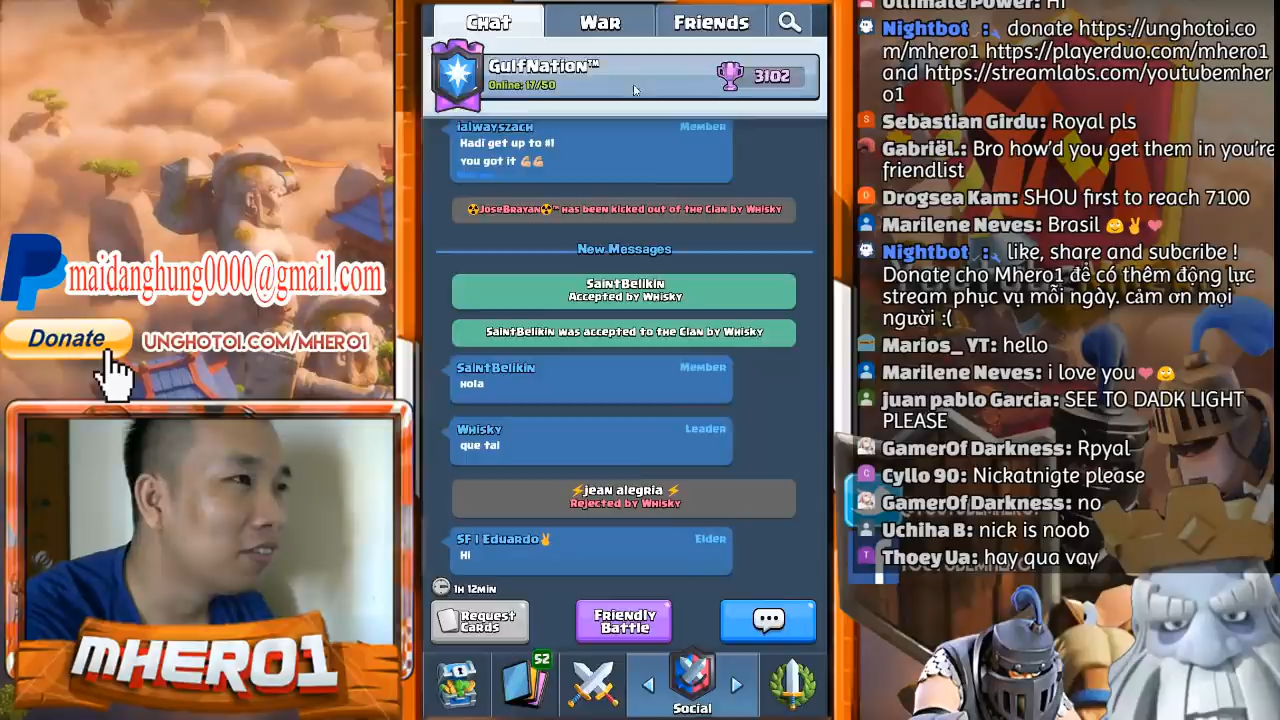 Chat
War
Friends
GulfNation™
Online: 17/50
3102
ialwayszach
Member
Hadi get up to #1
you got it 💪💪
☢JoseBrayan☢™ has been kicked out of the Clan by Whisky
New Messages
SaintBelikin
Accepted by Whisky
SaintBelikin was accepted to the Clan by Whisky
SaintBelikin
Member
hola
Whisky
Leader
que tal
⚡jean alegria ⚡
Rejected by Whisky
SF | Eduardo✌
Elder
Hi
1h 12min
Request
Cards
Friendly
Battle
52
Social
maidanghung0000@gmail.com
Donate
UNGHOTOI.COM/MHERO1
MHERO1
Ultimate Power: Hi
Nightbot : donate https://unghotoi.co
m/mhero1 https://playerduo.com/mhero1
and https://streamlabs.com/youtubemher
o1
Sebastian Girdu: Royal pls
Gabriël.: Bro how'd you get them in you're
friendlist
Drogsea Kam: SHOU first to reach 7100
Marilene Neves: Brasil 😊✌❤
Nightbot : like, share and subcribe !
Donate cho Mhero1 để có thêm động lực
stream phục vụ mỗi ngày. cảm ơn mọi
người :(
Marios_YT: hello
Marilene Neves: i love you❤😊
juan pablo Garcia: SEE TO DADK LIGHT
PLEASE
GamerOf Darkness: Rpyal
Cyllo 90: Nickatnigte please
GamerOf Darkness: no
Uchiha B: nick is noob
Thoey Ua: hay qua vay